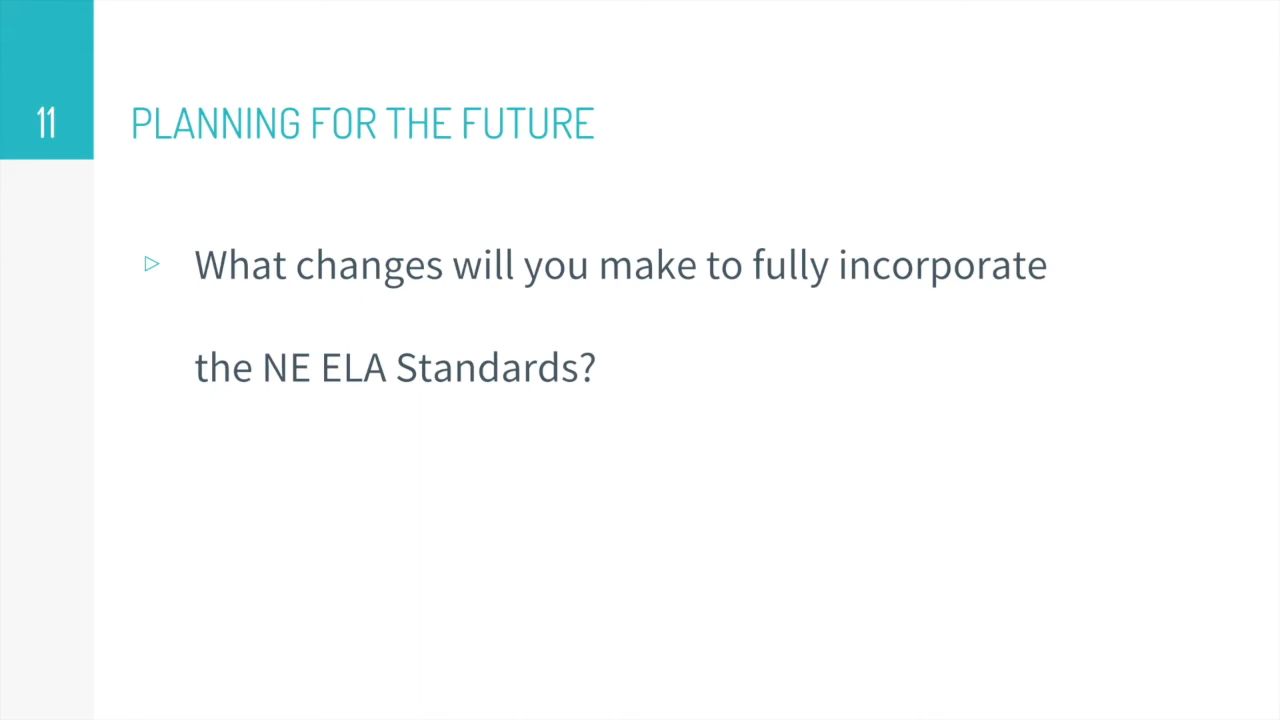 11
PLANNING FOR THE FUTURE
What changes will you make to fully incorporate
the NE ELA Standards?